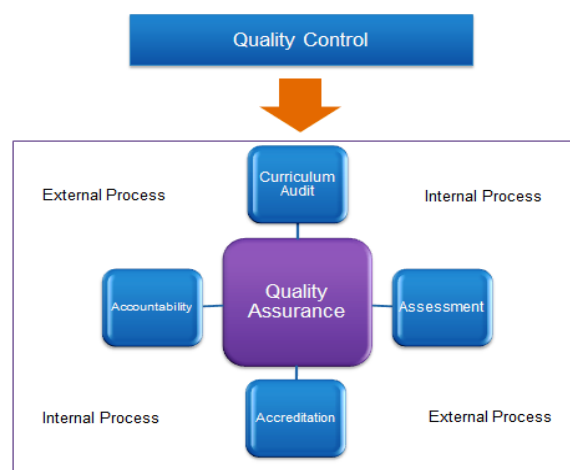 Quality Control
Curriculum
Audit
External Process
Internal Process
Quality
Assurance
Accountability
Assessment
Accreditation
Internal Process
External Process